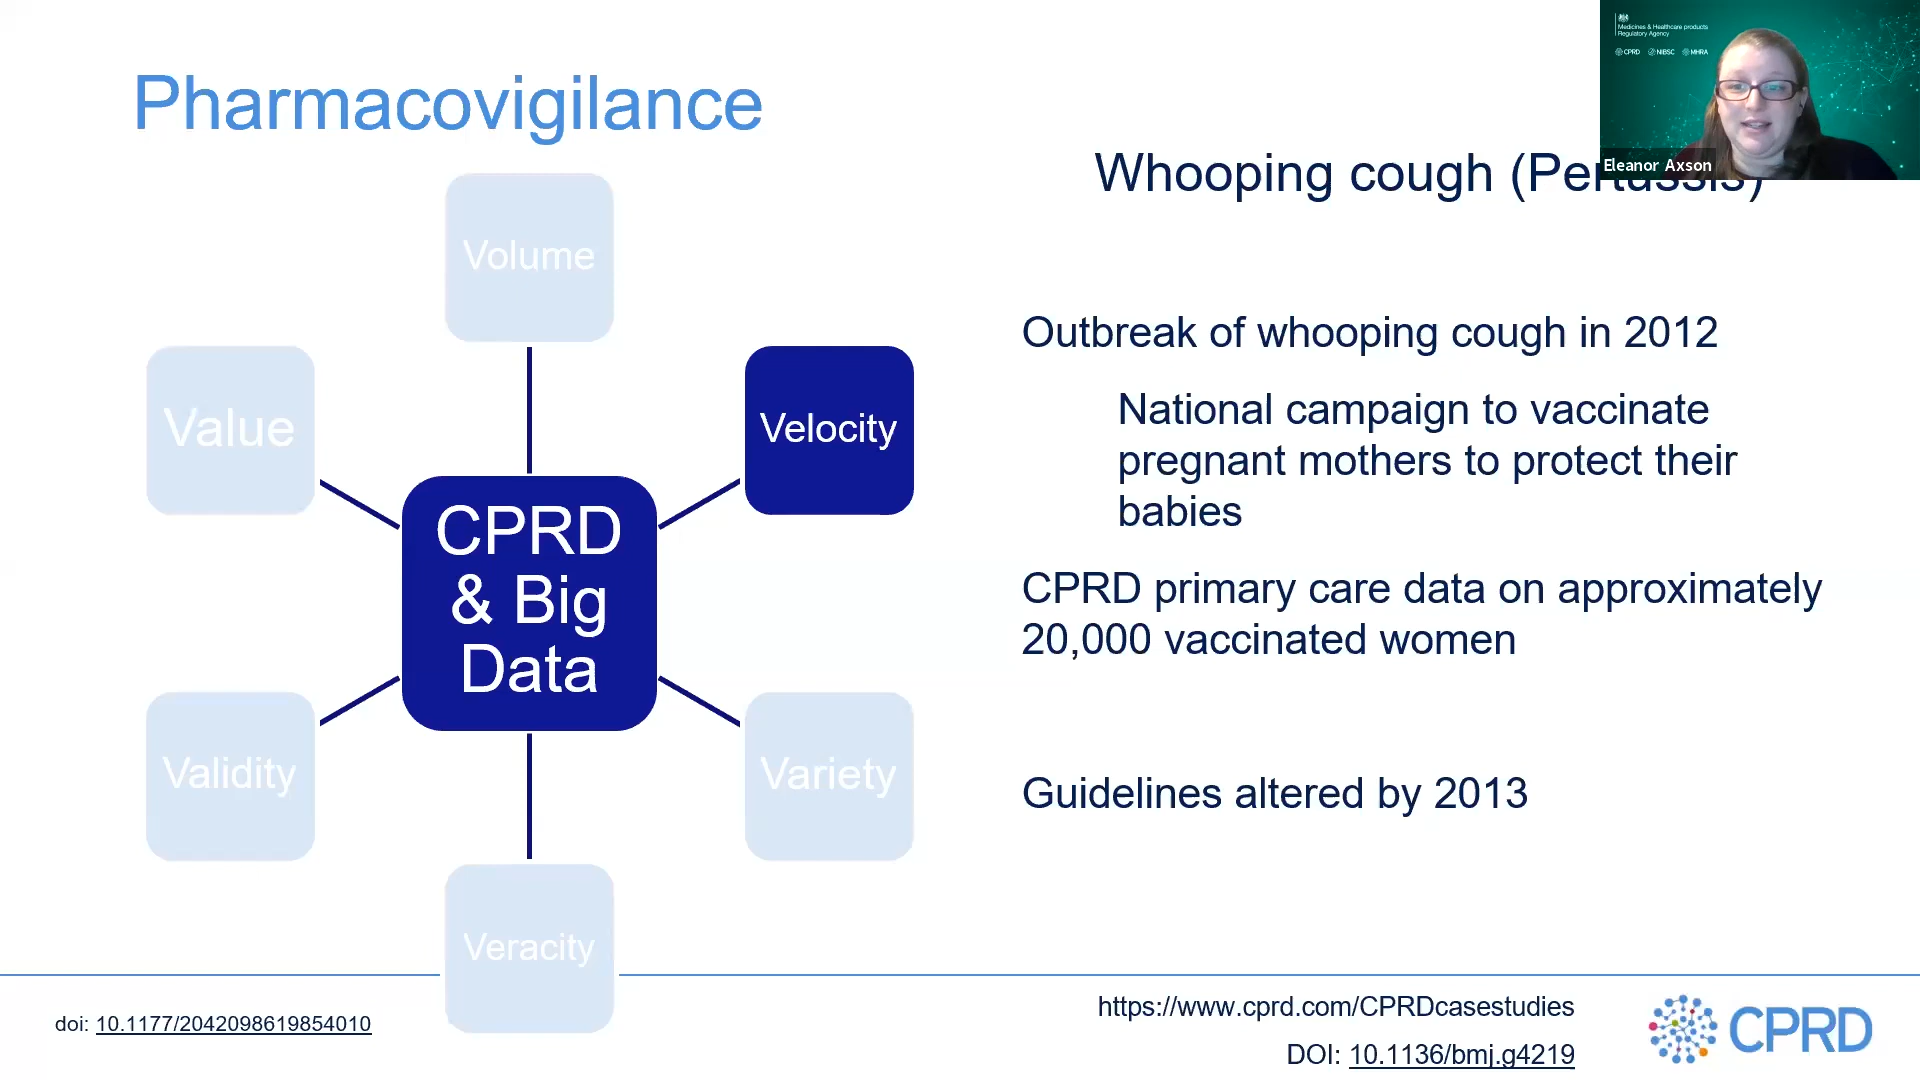 Pharmacovigilance
Medicines & Healthcare products
Regulatory Agency
CPRD NIBSC MHRA
Eleanor Axson
Whooping cough (Pertussis)
Volume
Value
Velocity
CPRD
& Big
Data
Validity
Variety
Veracity
Outbreak of whooping cough in 2012
National campaign to vaccinate
pregnant mothers to protect their
babies
CPRD primary care data on approximately
20,000 vaccinated women
Guidelines altered by 2013
doi: 10.1177/2042098619854010
https://www.cprd.com/CPRDcasestudies
DOI: 10.1136/bmj.g4219
CPRD